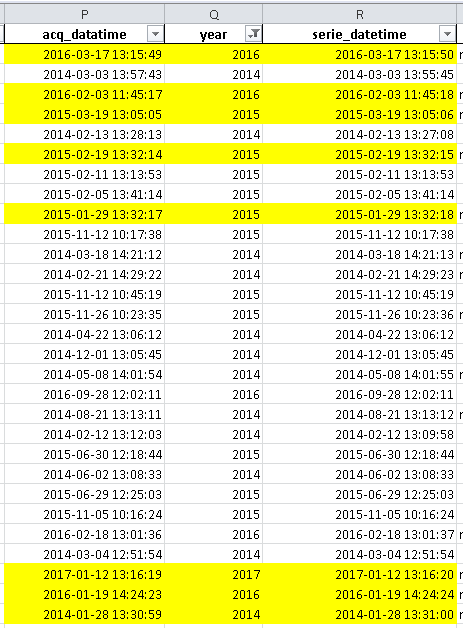 P Q R
acq_datatime year serie_datetime
2016-03-17 13:15:49 2016 2016-03-17 13:15:50 r
2014-03-03 13:57:43 2014 2014-03-03 13:55:45
2016-02-03 11:45:17 2016 2016-02-03 11:45:18 r
2015-03-19 13:05:05 2015 2015-03-19 13:05:06 r
2014-02-13 13:28:13 2014 2014-02-13 13:27:08
2015-02-19 13:32:14 2015 2015-02-19 13:32:15 r
2015-02-11 13:13:53 2015 2015-02-11 13:13:53
2015-02-05 13:41:14 2015 2015-02-05 13:41:14
2015-01-29 13:32:17 2015 2015-01-29 13:32:18 r
2015-11-12 10:17:38 2015 2015-11-12 10:17:38
2014-03-18 14:21:12 2014 2014-03-18 14:21:13 r
2014-02-21 14:29:22 2014 2014-02-21 14:29:23 r
2015-11-12 10:45:19 2015 2015-11-12 10:45:19
2015-11-26 10:23:35 2015 2015-11-26 10:23:36 r
2014-04-22 13:06:12 2014 2014-04-22 13:06:12
2014-12-01 13:05:45 2014 2014-12-01 13:05:45
2014-05-08 14:01:54 2014 2014-05-08 14:01:55 r
2016-09-28 12:02:11 2016 2016-09-28 12:02:11
2014-08-21 13:13:11 2014 2014-08-21 13:13:12 r
2014-02-12 13:12:03 2014 2014-02-12 13:09:58
2015-06-30 12:18:44 2015 2015-06-30 12:18:44
2014-06-02 13:08:33 2014 2014-06-02 13:08:33
2015-06-29 12:25:03 2015 2015-06-29 12:25:03
2015-11-05 10:16:24 2015 2015-11-05 10:16:24
2016-02-18 13:01:36 2016 2016-02-18 13:01:37 r
2014-03-04 12:51:54 2014 2014-03-04 12:51:54
2017-01-12 13:16:19 2017 2017-01-12 13:16:20 r
2016-01-19 14:24:23 2016 2016-01-19 14:24:24 r
2014-01-28 13:30:59 2014 2014-01-28 13:31:00 r